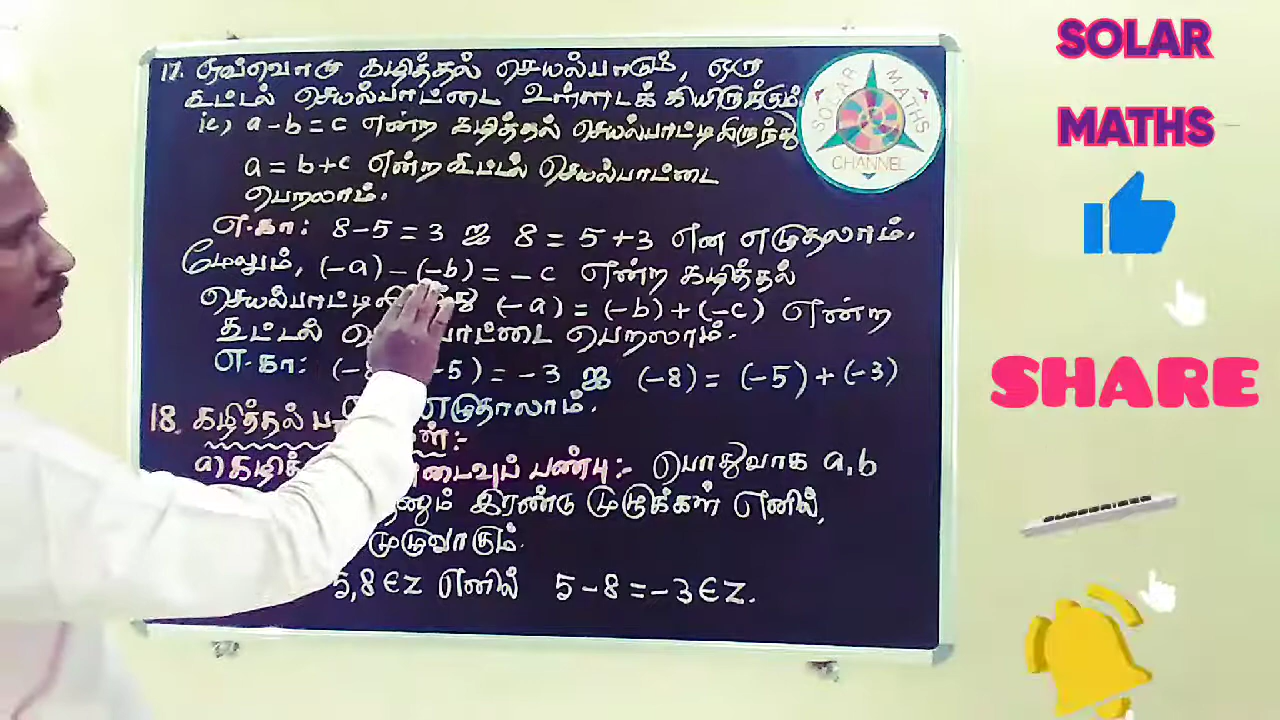 17. ஒவ்வொரு கழித்தல் செயல்பாடும், ஒரு
கூட்டல் செயல்பாட்டை உள்ளடக்கியிருக்கும்.
ie) a-b=c என்ற கழித்தல் செயல்பாட்டிலிருந்து
a=b+c என்ற கூட்டல் செயல்பாட்டை
பெறலாம்.
எ.கா: 8-5=3 ஐ 8=5+3 என எழுதலாம்.
மேலும், (-a)-(-b)=-c என்ற கழித்தல்
(-a)=(-b)+(-c) என்ற
கூட்டல் பெறலாம்.
எ.கா: (-8 -5)=-3 ஐ (-8)=(-5)+(-3)
எழுதாலாம்.
18. கழித்தல்
a) பண்பு:- பொதுவாக a,b
இரண்டு முழுக்கள் எனில்,
முழுவாகும்.
5,8∈Z எனில் 5-8=-3∈Z.
SOLAR MATHS
CHANNEL
SOLAR
MATHS
SHARE